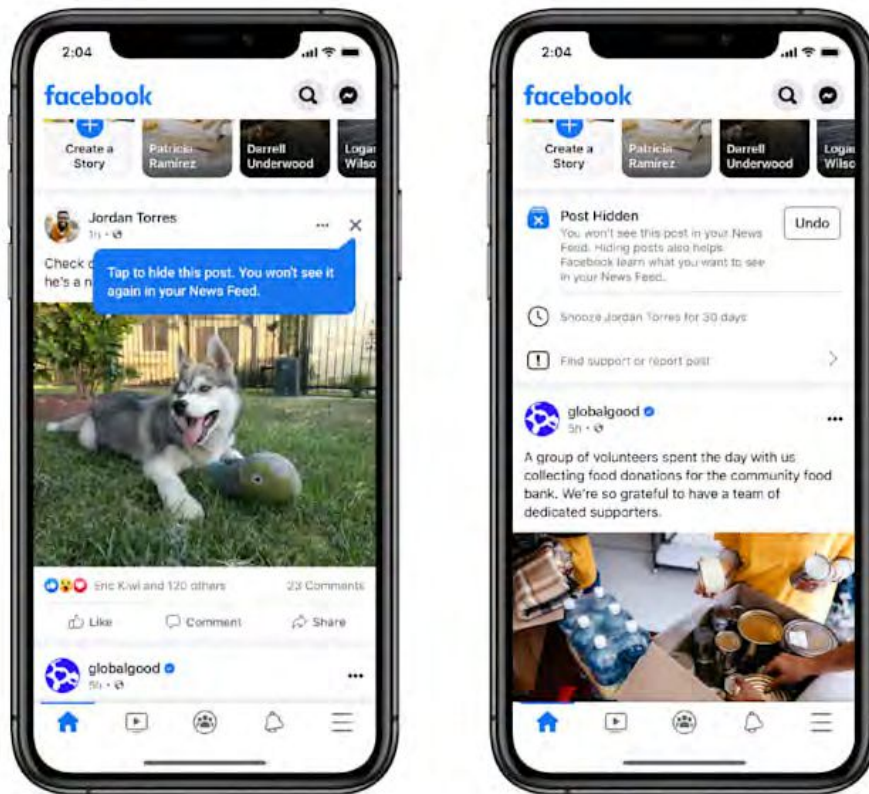 2:04
facebook
Create a
Story
Patricia
Ramirez
Darrell
Underwood
Logan
Wilso
Jordan Torres
1h
Check
he's a n
Tap to hide this post. You won't see it
again in your News Feed.
Eric Kiwi and 120 others
23 Comments
Like
Comment
Share
globalgood
5h
2:04
facebook
Create a
Story
Patricia
Ramirez
Darrell
Underwood
Logan
Wilso
Post Hidden
Undo
You won't see this post in your News
Feed. Hiding posts also helps
Facebook learn what you want to see
in your News Feed.
Snooze Jordan Torres for 30 days
Find support or report post
globalgood
5h
A group of volunteers spent the day with us
collecting food donations for the community food
bank. We're so grateful to have a team of
dedicated supporters.